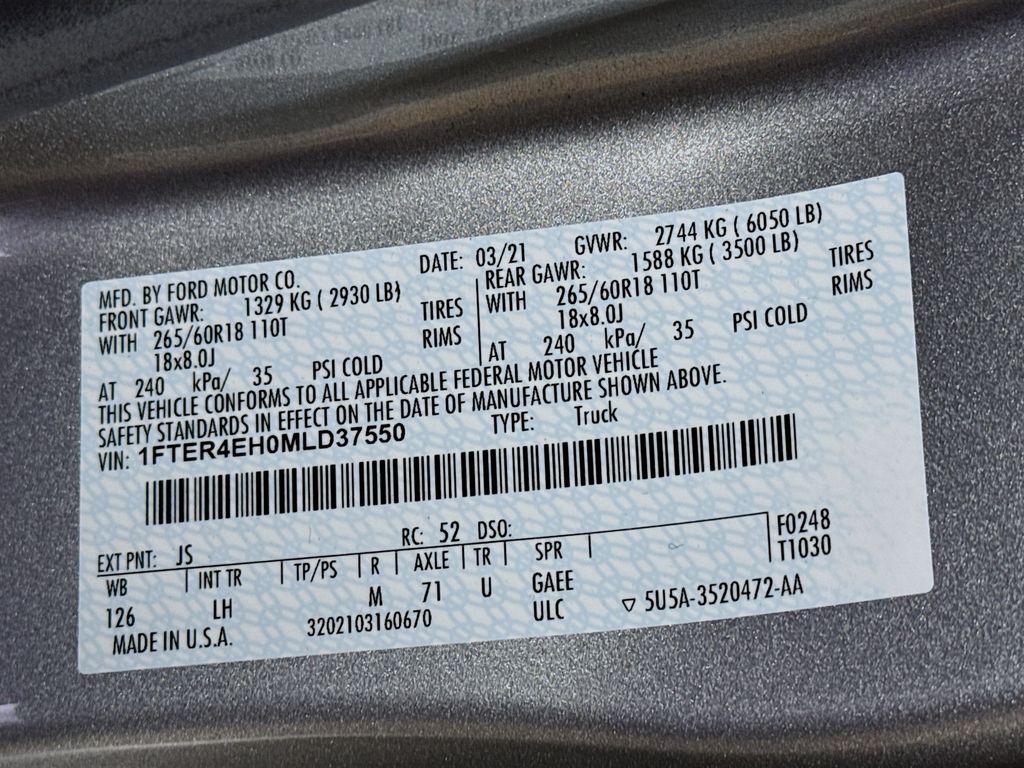 MFD. BY FORD MOTOR CO. DATE: 03/21 GVWR: 2744 KG ( 6050 LB)
FRONT GAWR: 1329 KG ( 2930 LB) REAR GAWR: 1588 KG ( 3500 LB)
WITH 265/60R18 110T TIRES WITH 265/60R18 110T TIRES
18x8.0J RIMS 18x8.0J RIMS
AT 240 kPa/ 35 PSI COLD AT 240 kPa/ 35 PSI COLD
THIS VEHICLE CONFORMS TO ALL APPLICABLE FEDERAL MOTOR VEHICLE
SAFETY STANDARDS IN EFFECT ON THE DATE OF MANUFACTURE SHOWN ABOVE.
VIN: 1FTER4EH0MLD37550 TYPE: Truck
EXT PNT: JS RC: 52 DSO: F0248
WB INT TR TP/PS R AXLE TR SPR T1030
126 LH M 71 U GAEE
MADE IN U.S.A. 3202103160670 ULC ▽ 5U5A-3520472-AA